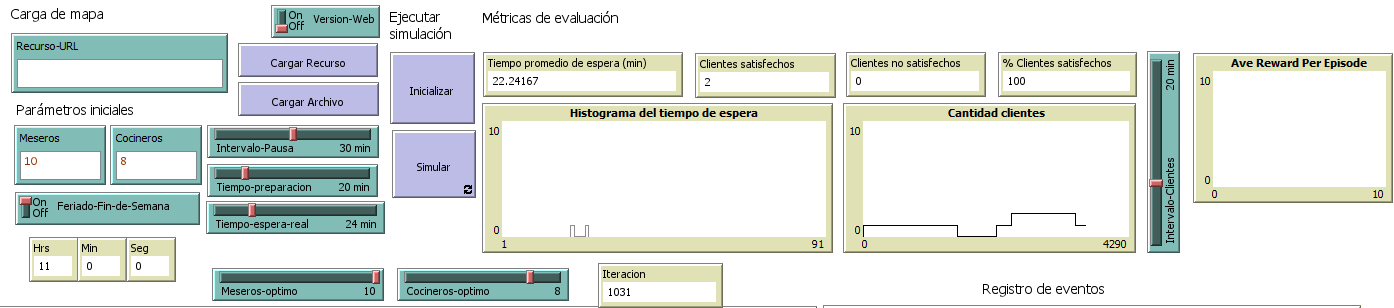 Carga de mapa
On
Off
Version-Web
Ejecutar
simulación
Métricas de evaluación
Recurso-URL
Cargar Recurso
Cargar Archivo
Inicializar
Simular
Tiempo promedio de espera (min)
22.24167
Clientes satisfechos
2
Clientes no satisfechos
0
% Clientes satisfechos
100
Histograma del tiempo de espera
10
0
1
91
Cantidad clientes
10
0
0
4290
Intervalo-Clientes
20 min
Ave Reward Per Episode
10
0
0
10
Parámetros iniciales
Meseros
10
Cocineros
8
Intervalo-Pausa
30 min
Tiempo-preparacion
20 min
On
Off
Feriado-Fin-de-Semana
Tiempo-espera-real
24 min
Hrs
11
Min
0
Seg
0
Meseros-optimo
10
Cocineros-optimo
8
Iteracion
1031
Registro de eventos